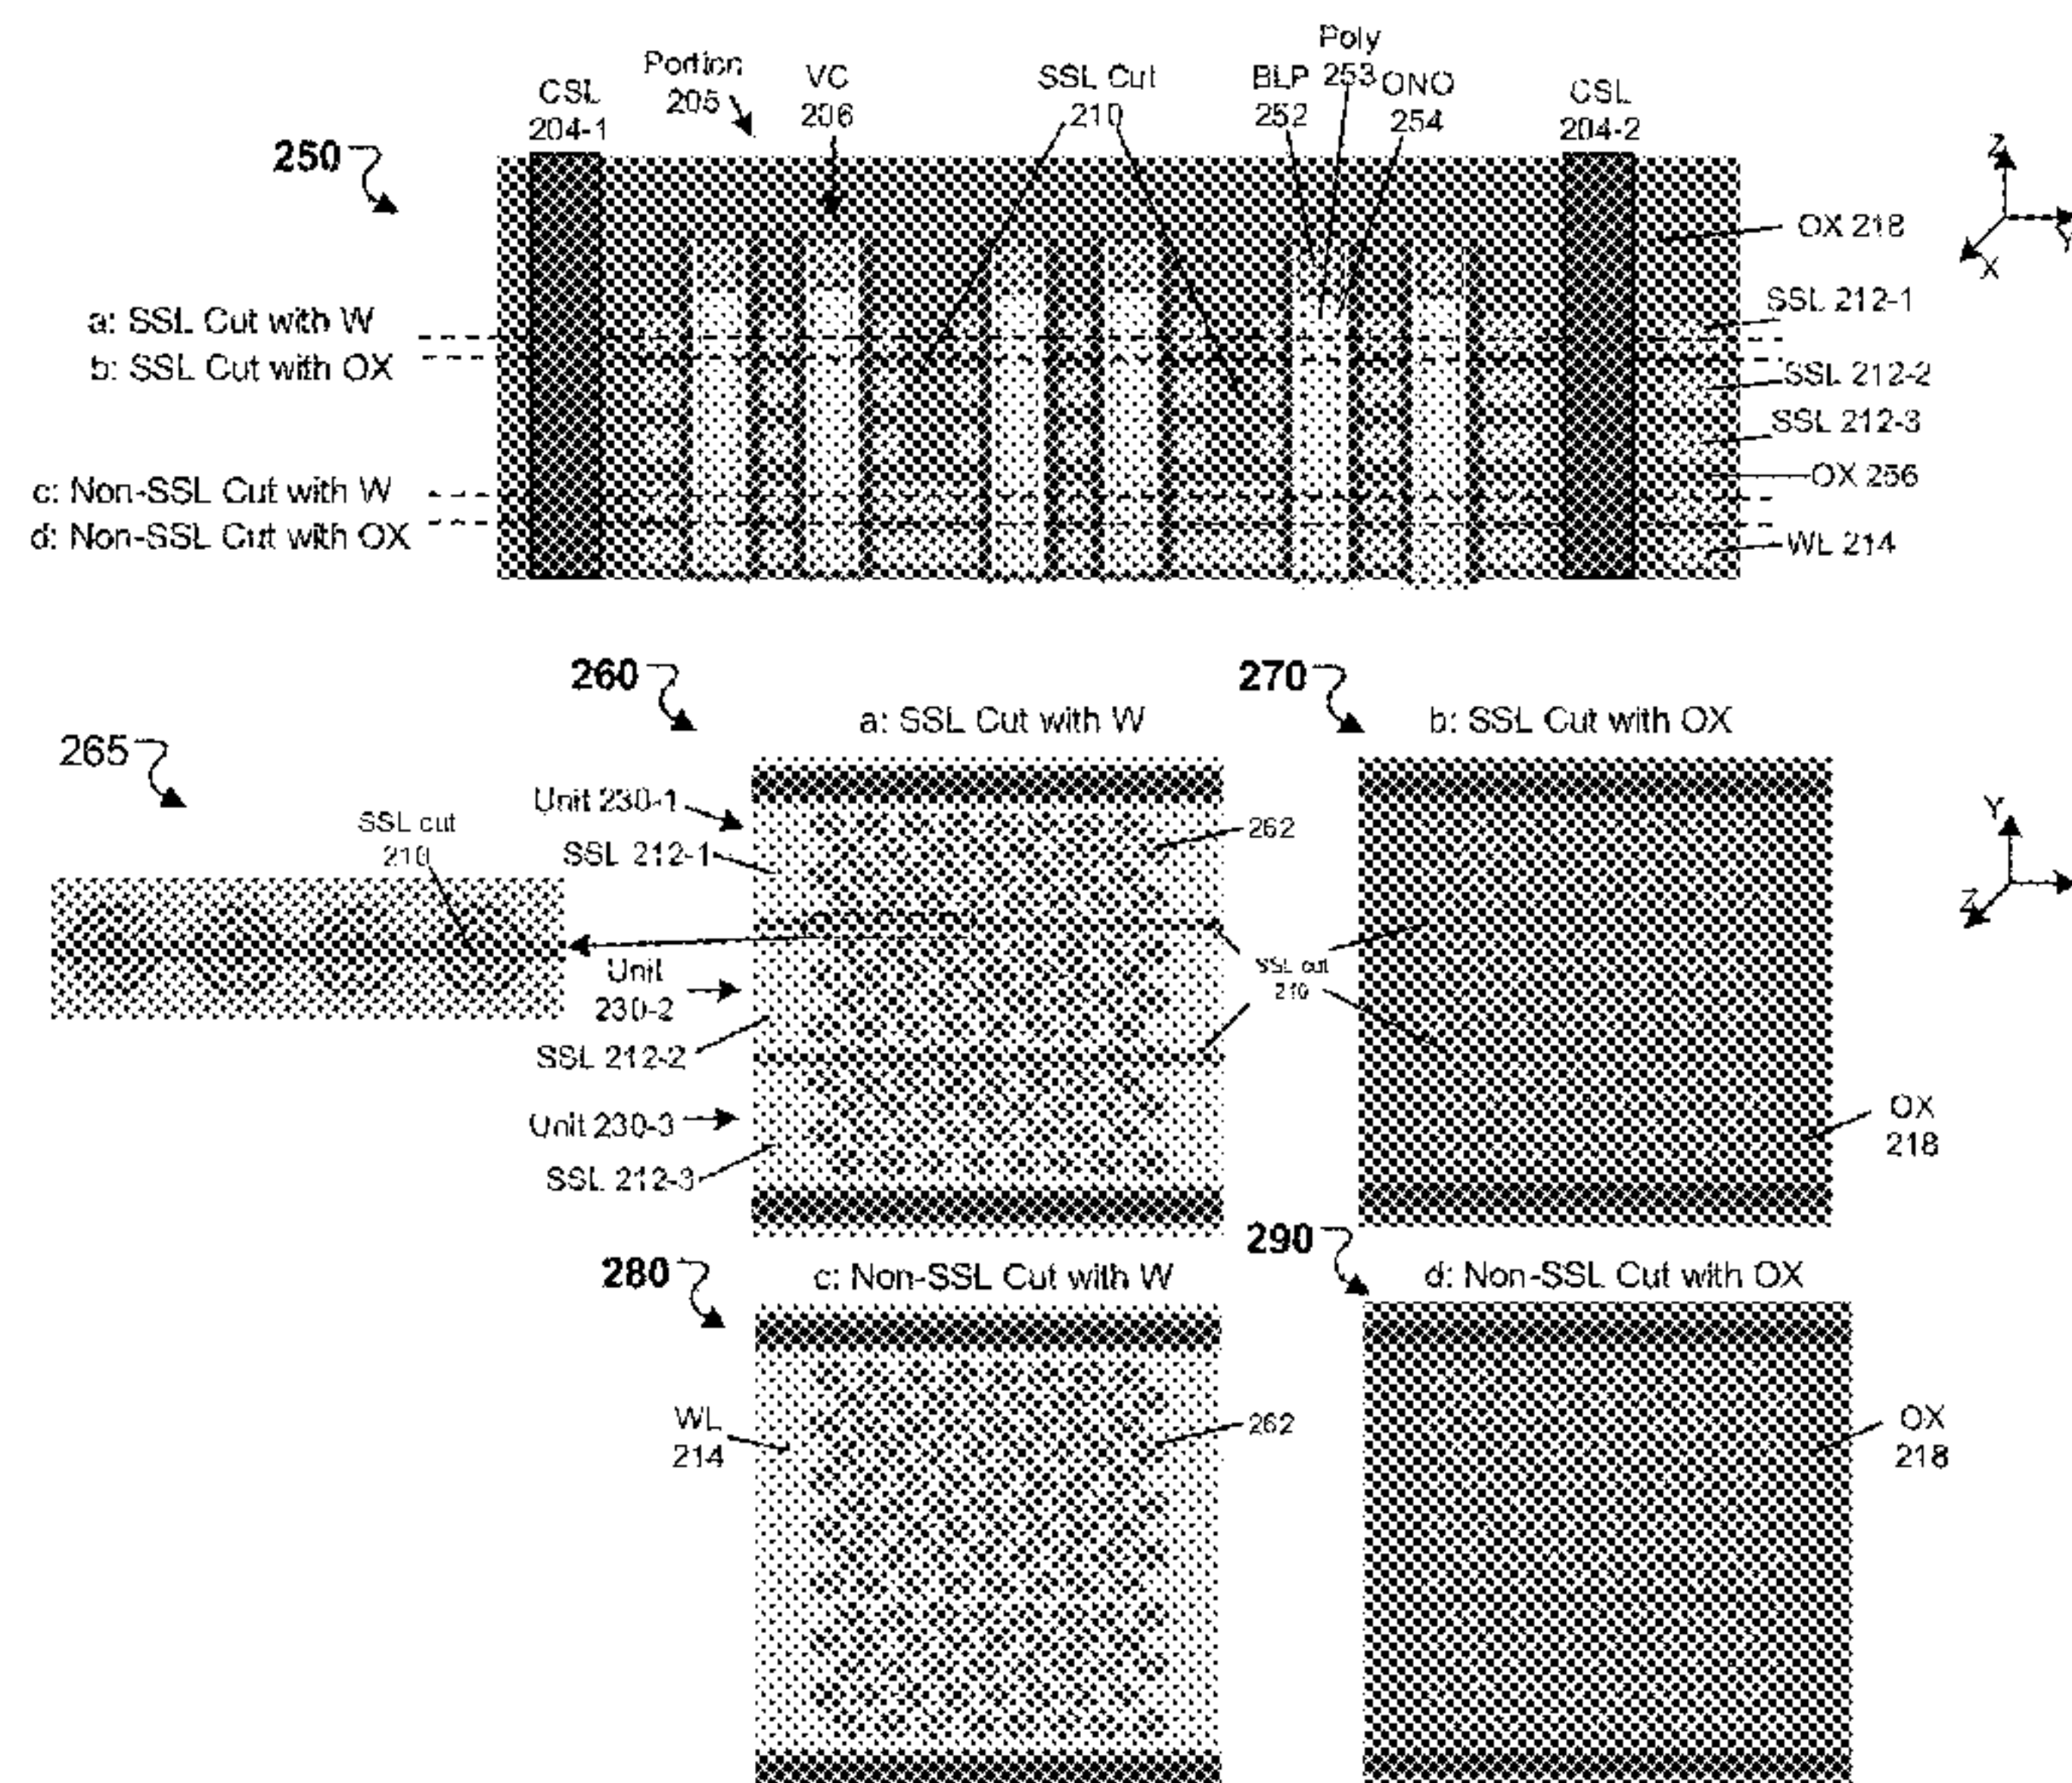 250
CSL
204-1
Portion
205
VC
206
SSL Cut
210
BLP
252
Poly
253
ONO
254
CSL
204-2
Z
Y
X
OX 218
SSL 212-1
SSL 212-2
SSL 212-3
OX 256
WL 214
a: SSL Cut with W
b: SSL Cut with OX
c: Non-SSL Cut with W
d: Non-SSL Cut with OX
260
a: SSL Cut with W
270
b: SSL Cut with OX
265
SSL cut
210
Unit 230-1
SSL 212-1
Unit
230-2
SSL 212-2
Unit 230-3
SSL 212-3
262
SSL cut
210
OX
218
Y
Z
280
c: Non-SSL Cut with W
WL
214
262
290
d: Non-SSL Cut with OX
OX
218